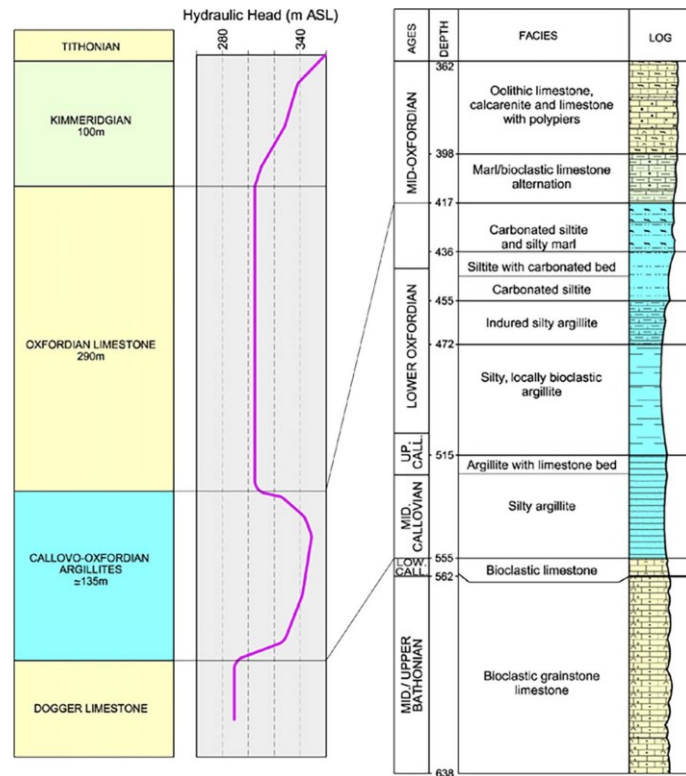 Hydraulic Head (m ASL)
280
340
TITHONIAN
KIMMERIDGIAN
100m
OXFORDIAN LIMESTONE
290m
CALLOVO-OXFORDIAN
ARGILLITES
≃135m
DOGGER LIMESTONE
AGES
DEPTH
FACIES
LOG
MID-OXFORDIAN
LOWER OXFORDIAN
UP.
CALL.
MID.
CALLOVIAN
LOW.
CALL.
MID/ UPPER
BATHONIAN
362
398
417
436
455
472
515
555
562
638
Oolithic limestone,
calcarenite and limestone
with polypiers
Marl/bioclastic limestone
alternation
Carbonated siltite
and silty marl
Siltite with carbonated bed
Carbonated siltite
Indured silty argillite
Silty, locally bioclastic
argillite
Argillite with limestone bed
Silty argillite
Bioclastic limestone
Bioclastic grainstone
limestone